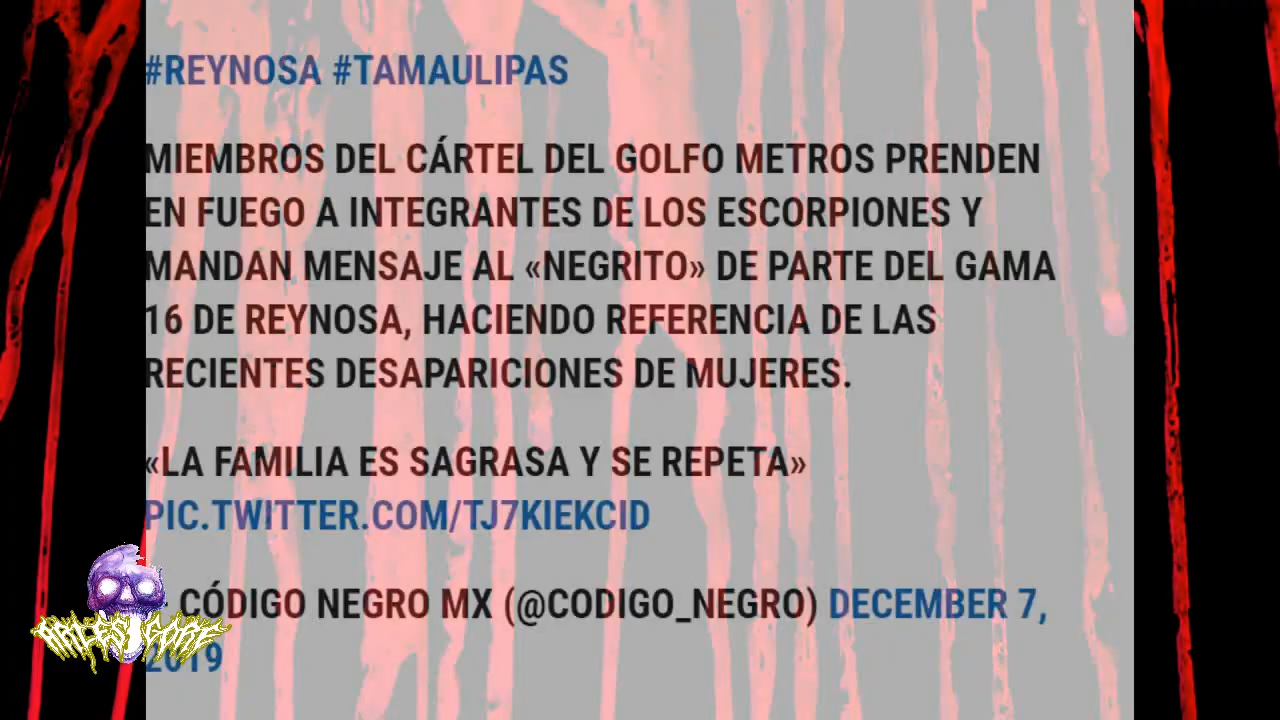 #REYNOSA #TAMAULIPAS
MIEMBROS DEL CÁRTEL DEL GOLFO METROS PRENDEN
EN FUEGO A INTEGRANTES DE LOS ESCORPIONES Y
MANDAN MENSAJE AL «NEGRITO» DE PARTE DEL GAMA
16 DE REYNOSA, HACIENDO REFERENCIA DE LAS
RECIENTES DESAPARICIONES DE MUJERES.
«LA FAMILIA ES SAGRASA Y SE REPETA»
PIC.TWITTER.COM/TJ7KIEKCID
CÓDIGO NEGRO MX (@CODIGO_NEGRO) DECEMBER 7,
2019